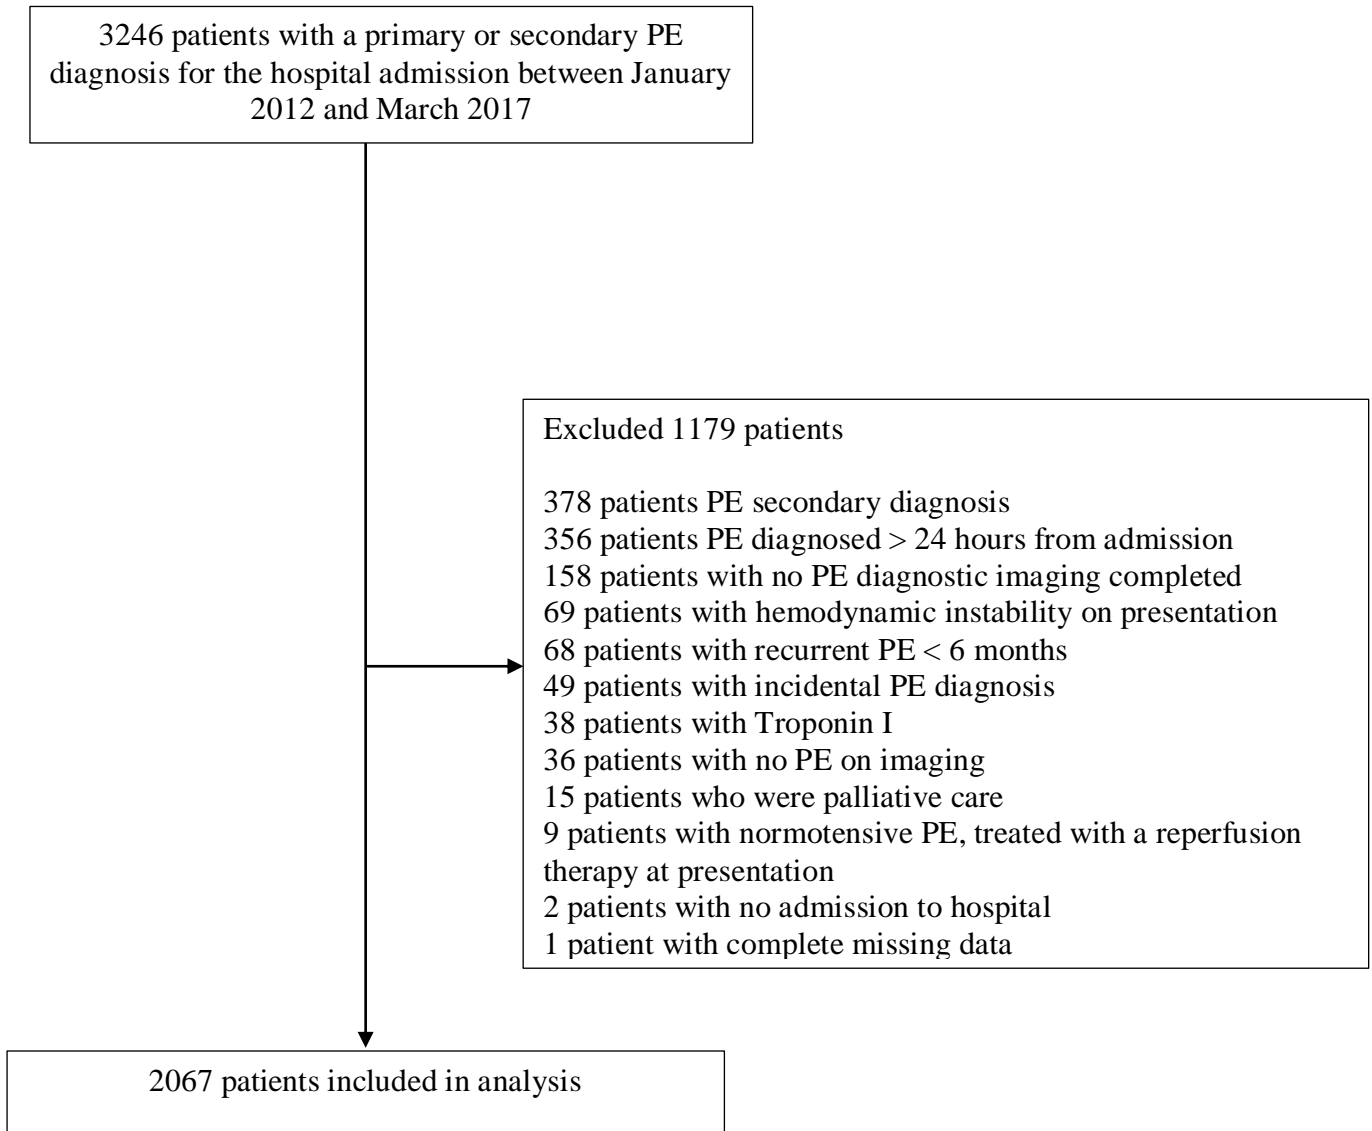 3246 patients with a primary or secondary PE
diagnosis for the hospital admission between January
2012 and March 2017
Excluded 1179 patients
378 patients PE secondary diagnosis
356 patients PE diagnosed > 24 hours from admission
158 patients with no PE diagnostic imaging completed
69 patients with hemodynamic instability on presentation
68 patients with recurrent PE < 6 months
49 patients with incidental PE diagnosis
38 patients with Troponin I
36 patients with no PE on imaging
15 patients who were palliative care
9 patients with normotensive PE, treated with a reperfusion
therapy at presentation
2 patients with no admission to hospital
1 patient with complete missing data
2067 patients included in analysis